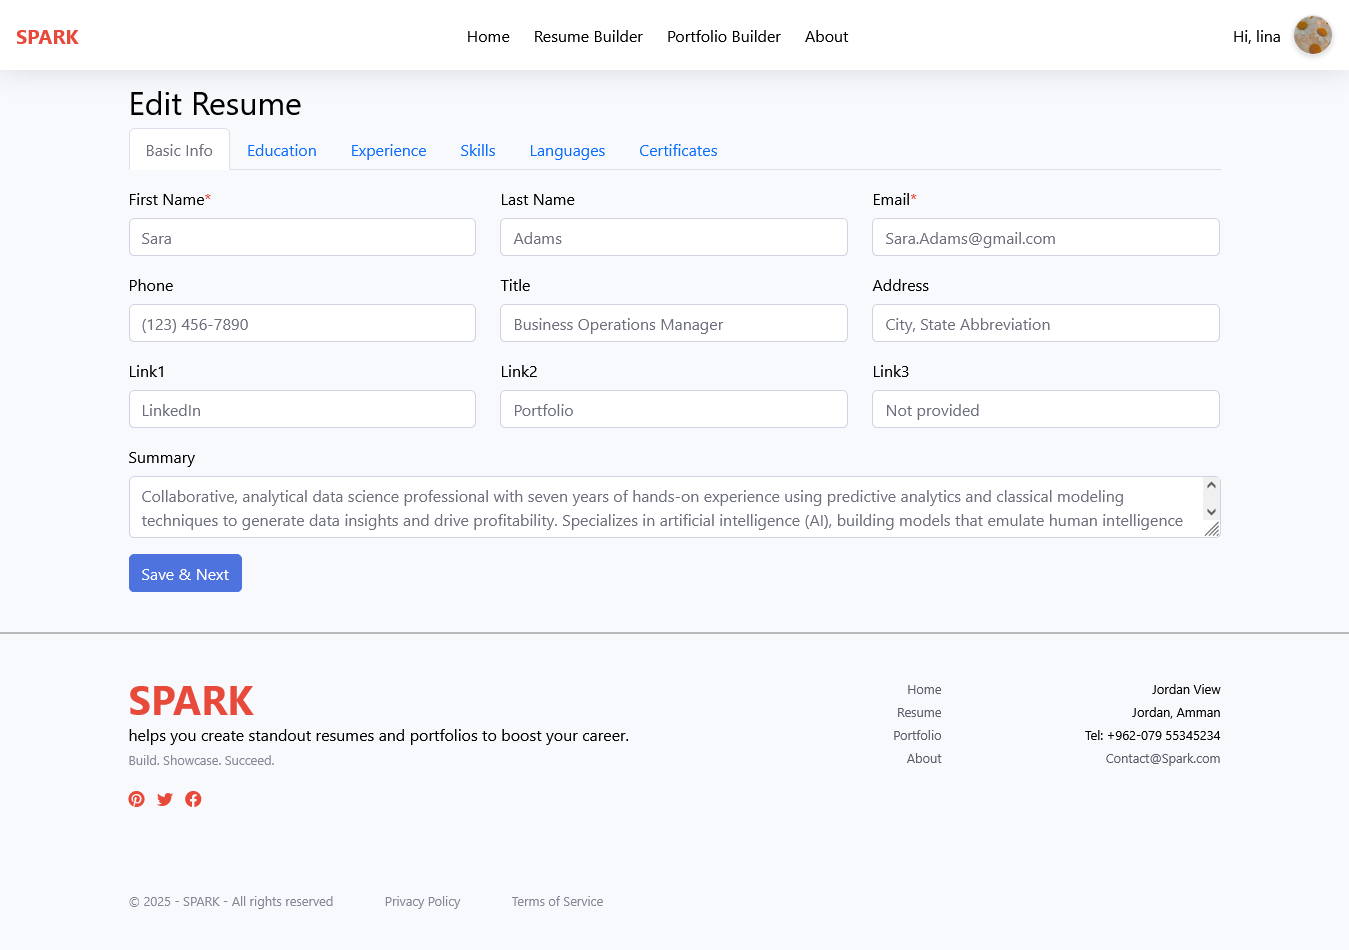 SPARK
Home
Resume Builder
Portfolio Builder
About
Hi, lina
Edit Resume
Basic Info
Education
Experience
Skills
Languages
Certificates
First Name*
Last Name
Email*
Sara
Adams
Sara.Adams@gmail.com
Phone
Title
Address
(123) 456-7890
Business Operations Manager
City, State Abbreviation
Link1
Link2
Link3
LinkedIn
Portfolio
Not provided
Summary
Collaborative, analytical data science professional with seven years of hands-on experience using predictive analytics and classical modeling
techniques to generate data insights and drive profitability. Specializes in artificial intelligence (AI), building models that emulate human intelligence
Save & Next
SPARK
helps you create standout resumes and portfolios to boost your career.
Build. Showcase. Succeed.
Home
Resume
Portfolio
About
Jordan View
Jordan, Amman
Tel: +962-079 55345234
Contact@Spark.com
© 2025 - SPARK - All rights reserved
Privacy Policy
Terms of Service